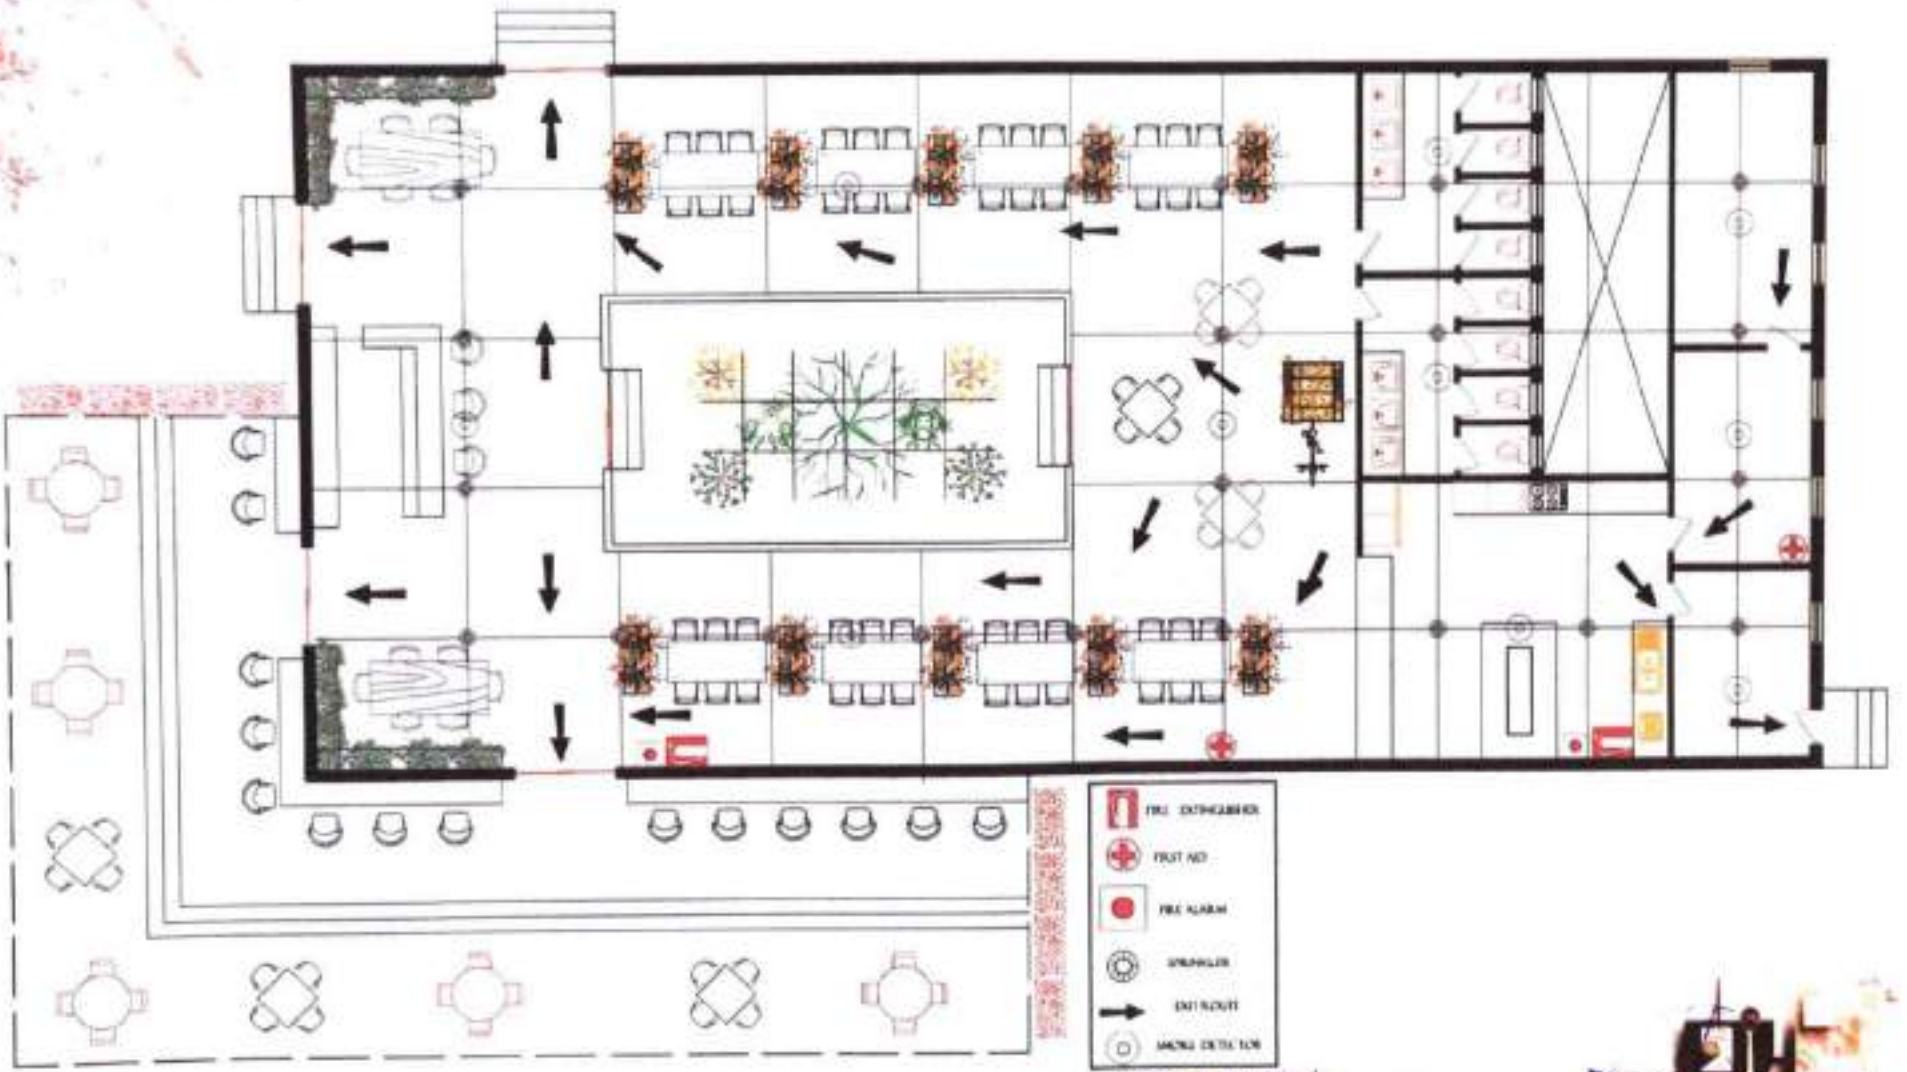 FIRE EXTINGUISHER
FIRST AID
FIRE ALARM
SPRINKLER
EXIT ROUTE
SMOKE DETECTOR